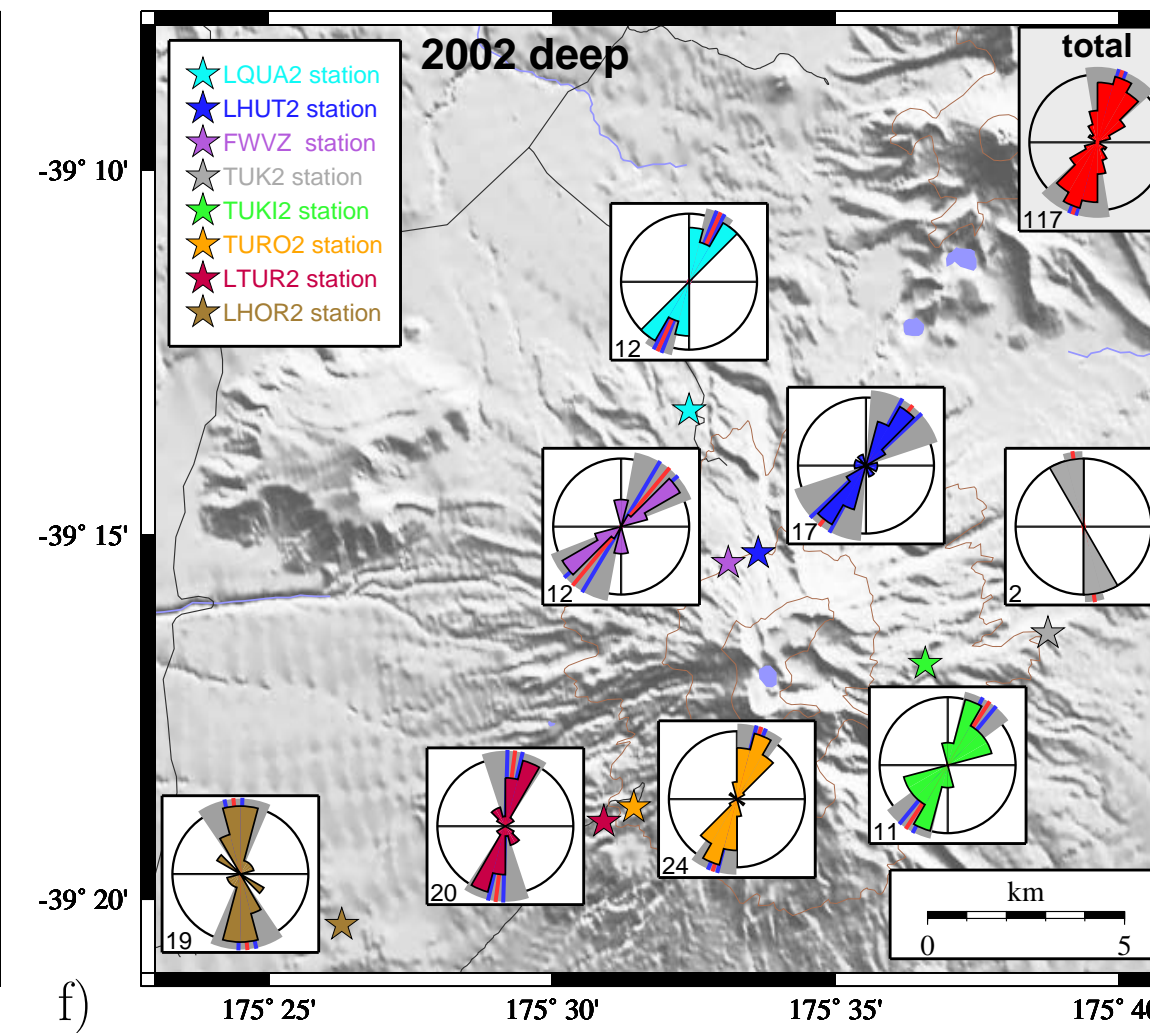 2002 deep
total
LQUA2 station
LHUT2 station
FWVZ station
TUK2 station
TUKI2 station
TURO2 station
LTUR2 station
LHOR2 station
117
12
17
12
2
11
24
20
19
km
0 5
-39° 10'
-39° 15'
-39° 20'
175° 25' 175° 30' 175° 35'
f)